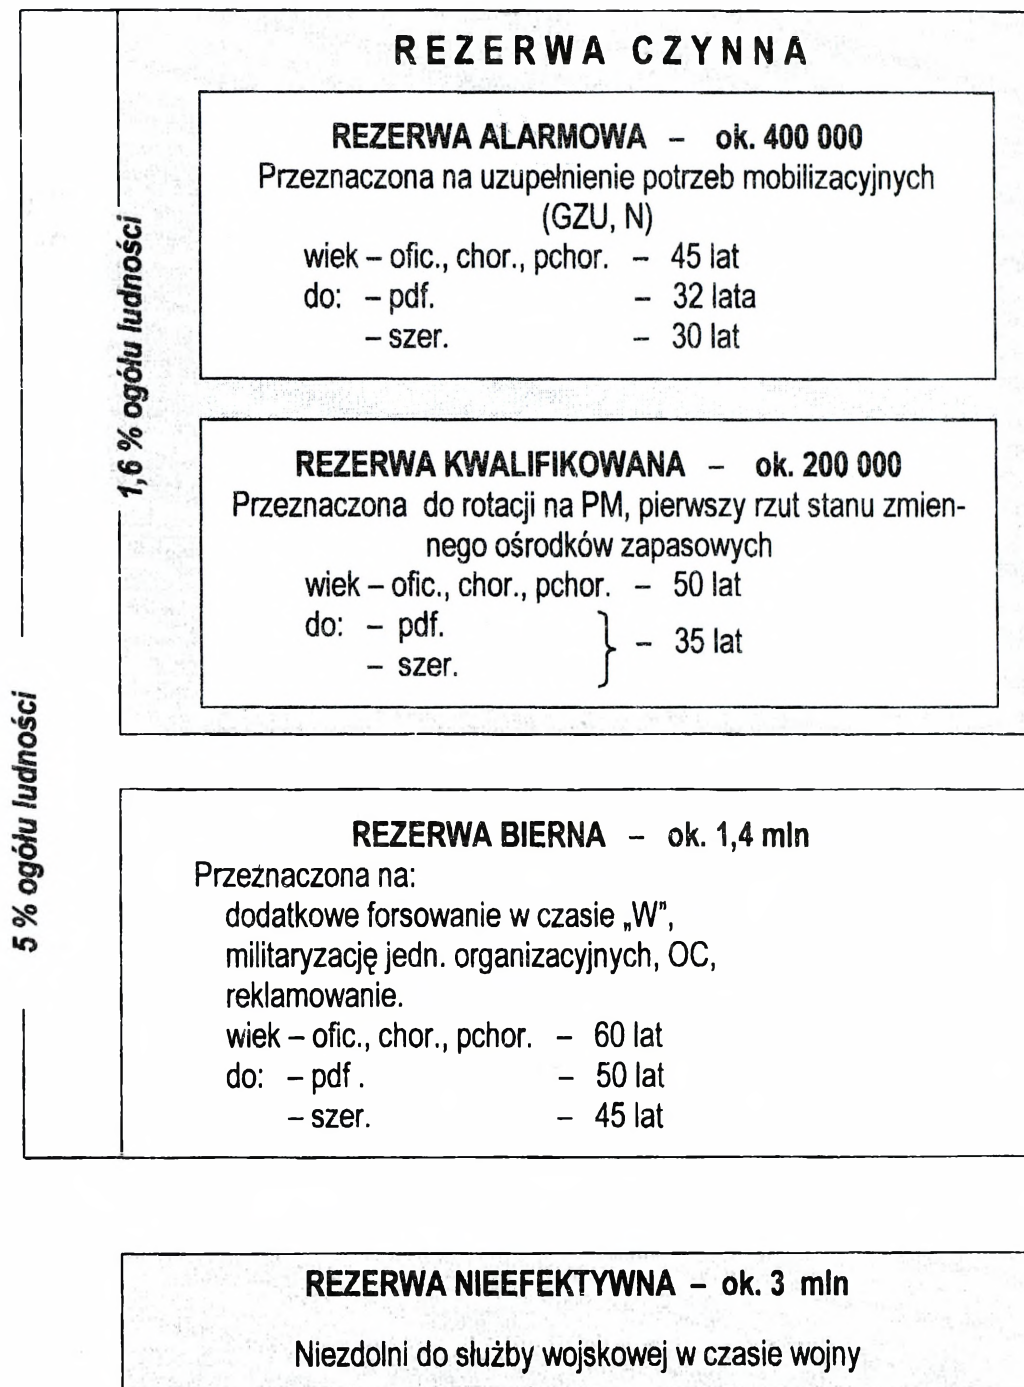 REZERWA CZYNNA
REZERWA ALARMOWA – ok. 400 000
Przeznaczona na uzupełnienie potrzeb mobilizacyjnych
(GZU, N)
wiek – ofic., chor., pchor. – 45 lat
do: – pdf. – 32 lata
– szer. – 30 lat
1,6 % ogółu ludności
REZERWA KWALIFIKOWANA – ok. 200 000
Przeznaczona do rotacji na PM, pierwszy rzut stanu zmien-
nego ośrodków zapasowych
wiek – ofic., chor., pchor. – 50 lat
do: – pdf.
– szer. } – 35 lat
5 % ogółu ludności
REZERWA BIERNA – ok. 1,4 mln
Przeznaczona na:
dodatkowe forsowanie w czasie „W”,
militaryzację jedn. organizacyjnych, OC,
reklamowanie.
wiek – ofic., chor., pchor. – 60 lat
do: – pdf. – 50 lat
– szer. – 45 lat
REZERWA NIEEFEKTYWNA – ok. 3 mln
Niezdolni do służby wojskowej w czasie wojny